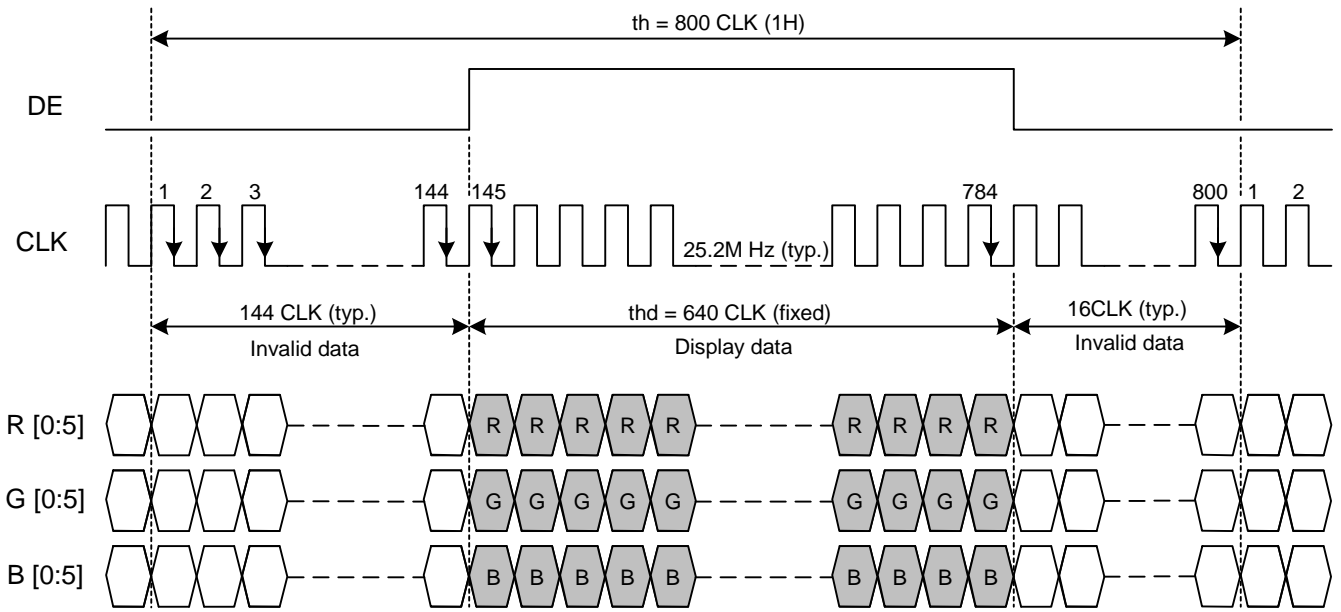 th = 800 CLK (1H)
DE
1 2 3 144 145 784 800 1 2
CLK
25.2M Hz (typ.)
144 CLK (typ.) thd = 640 CLK (fixed) 16CLK (typ.)
Invalid data Display data Invalid data
R [0:5] R R R R R R R R R
G [0:5] G G G G G G G G G
B [0:5] B B B B B B B B B